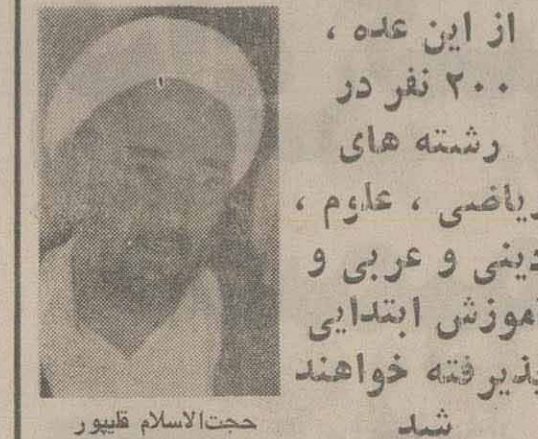 از این عده ،
۲۰۰ نفر در
رشته های
ریاضی ، علوم ،
دینی و عربی و
آموزش ابتدایی
پذیرفته خواهند
شد
حجت‌الاسلام قلیپور